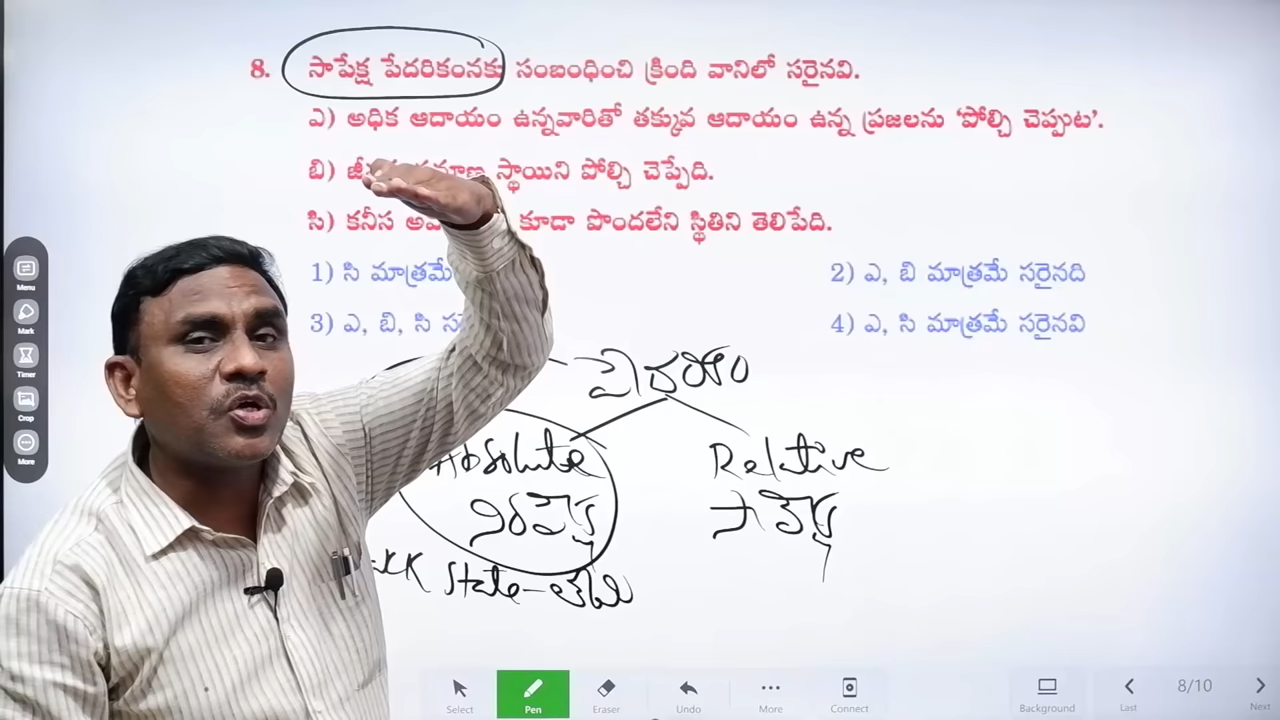 8. సాపేక్ష పేదరికంనకు సంబంధించి క్రింది వానిలో సరైనవి.
ఎ) అధిక ఆదాయం ఉన్నవారితో తక్కువ ఆదాయం ఉన్న ప్రజలను ‘పోల్చి చెప్పుట’.
బి) స్థాయిని పోల్చి చెప్పేది.
సి) కనీస కూడా పొందలేని స్థితిని తెలిపేది.
1) సి మాత్రమే
2) ఎ, బి మాత్రమే సరైనది
3) ఎ, బి, సి
4) ఎ, సి మాత్రమే సరైనవి
Absolute
Relative
నిరపేక్ష
సాపేక్ష
State-
Menu
Mark
Timer
Crop
More
Select
Pen
Eraser
Undo
More
Connect
Background
Last
8/10
Next